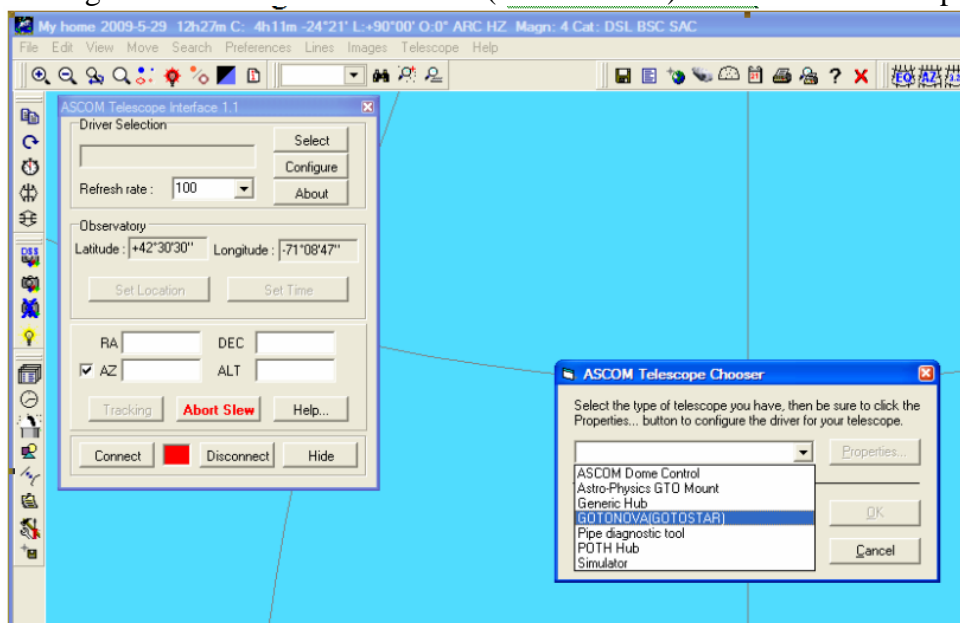 My home 2009-5-29 12h27m C: 4h11m -24°21' L:+90°00' O:0° ARC HZ Magn: 4 Cat: DSL BSC SAC
File Edit View Move Search Preferences Lines Images Telescope Help
EQ AZ
ASCOM Telescope Interface 1.1
Driver Selection
Select
Configure
Refresh rate : 100
About
Observatory
Latitude : +42°30'30'' Longitude : -71°08'47''
Set Location Set Time
RA DEC
AZ ALT
Tracking Abort Slew Help...
Connect Disconnect Hide
DSS
ASCOM Telescope Chooser
Select the type of telescope you have, then be sure to click the
Properties... button to configure the driver for your telescope.
Properties...
ASCOM Dome Control
Astro-Physics GTO Mount
Generic Hub
GOTONOVA(GOTOSTAR)
Pipe diagnostic tool
POTH Hub
Simulator
OK
Cancel